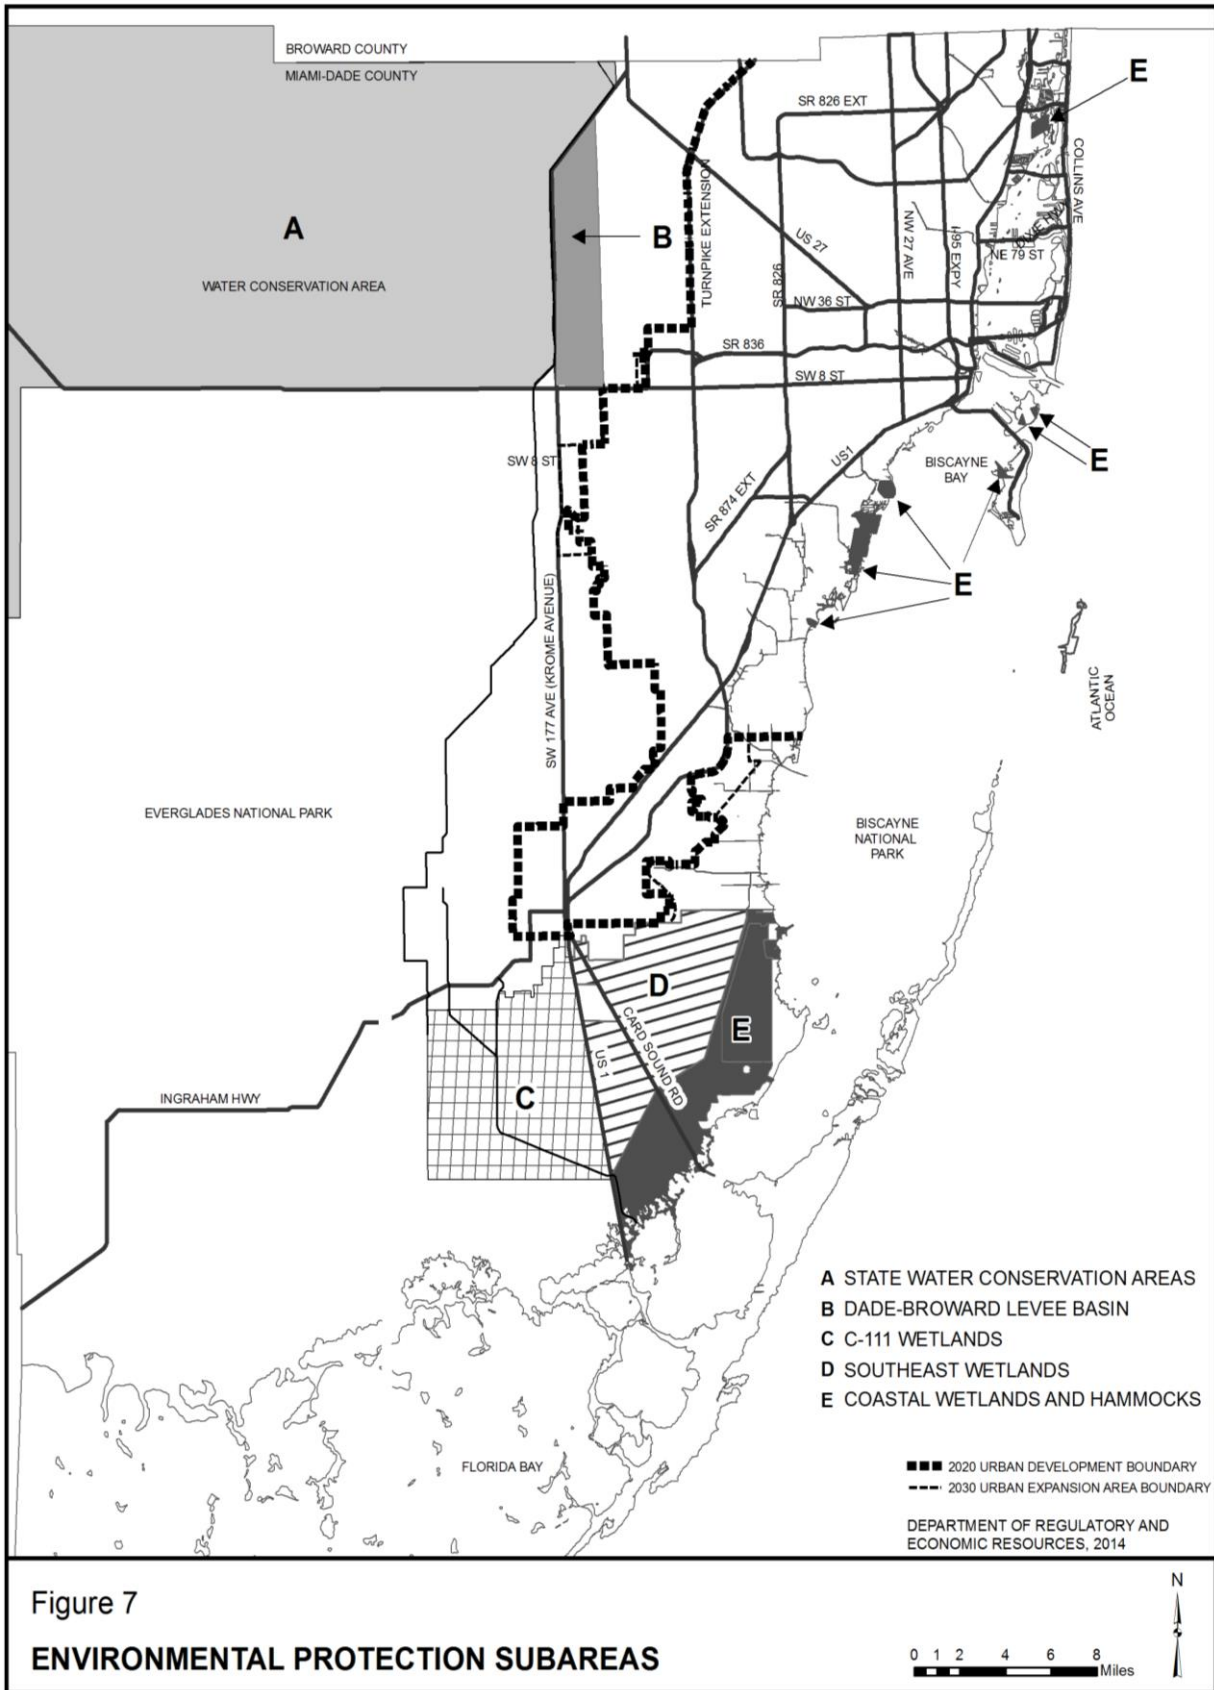 BROWARD COUNTY
MIAMI-DADE COUNTY
E
SR 826 EXT
COLLINS AVE
A
B
TURNPIKE EXTENSION
US 27
NW 27 AVE
I-95 EXPY
DIXIE HWY
NE 79 ST
WATER CONSERVATION AREA
SR 826
NW 36 ST
SR 836
SW 8 ST
SW 8 ST
US1
BISCAYNE
BAY
E
SR 874 EXT
E
SW 177 AVE (KROME AVENUE)
ATLANTIC
OCEAN
EVERGLADES NATIONAL PARK
BISCAYNE
NATIONAL
PARK
D
E
CARD SOUND RD
US 1
C
INGRAHAM HWY
A STATE WATER CONSERVATION AREAS
B DADE-BROWARD LEVEE BASIN
C C-111 WETLANDS
D SOUTHEAST WETLANDS
E COASTAL WETLANDS AND HAMMOCKS
FLORIDA BAY
2020 URBAN DEVELOPMENT BOUNDARY
2030 URBAN EXPANSION AREA BOUNDARY
DEPARTMENT OF REGULATORY AND
ECONOMIC RESOURCES, 2014
Figure 7
ENVIRONMENTAL PROTECTION SUBAREAS
N
0 1 2 4 6 8
Miles